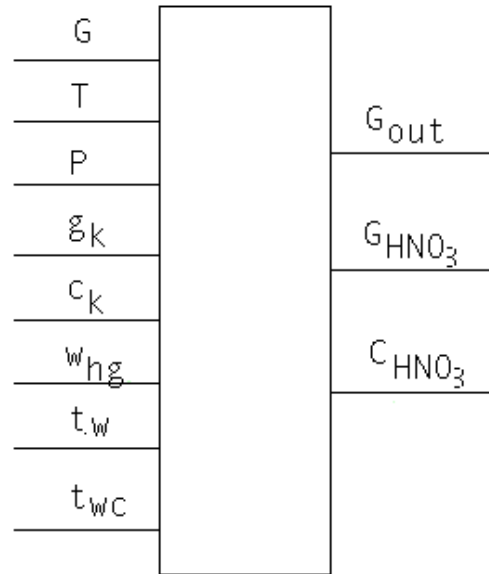 G
T
P
g_k
c_k
w_hg
t_w
t_wc
G_out
G_HNO₃
C_HNO₃